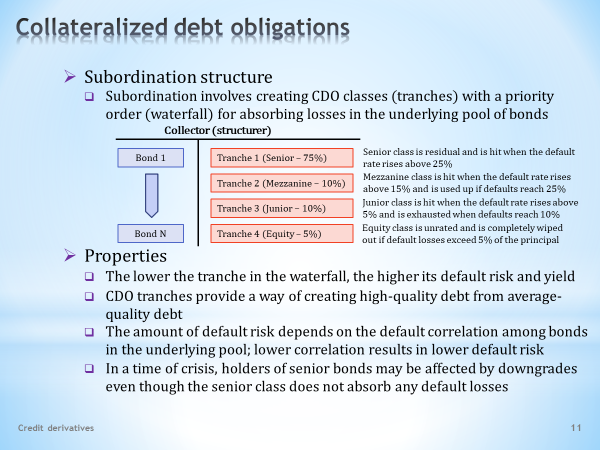 Collateralized debt obligations
Subordination structure
Subordination involves creating CDO classes (tranches) with a priority
order (waterfall) for absorbing losses in the underlying pool of bonds
Collector (structurer)
Bond 1
Bond N
Tranche 1 (Senior – 75%)
Tranche 2 (Mezzanine – 10%)
Tranche 3 (Junior – 10%)
Tranche 4 (Equity – 5%)
Senior class is residual and is hit when the default
rate rises above 25%
Mezzanine class is hit when the default rate rises
above 15% and is used up if defaults reach 25%
Junior class is hit when the default rate rises above
5% and is exhausted when defaults reach 10%
Equity class is unrated and is completely wiped
out if default losses exceed 5% of the principal
Properties
The lower the tranche in the waterfall, the higher its default risk and yield
CDO tranches provide a way of creating high-quality debt from average-
quality debt
The amount of default risk depends on the default correlation among bonds
in the underlying pool; lower correlation results in lower default risk
In a time of crisis, holders of senior bonds may be affected by downgrades
even though the senior class does not absorb any default losses
Credit derivatives
11